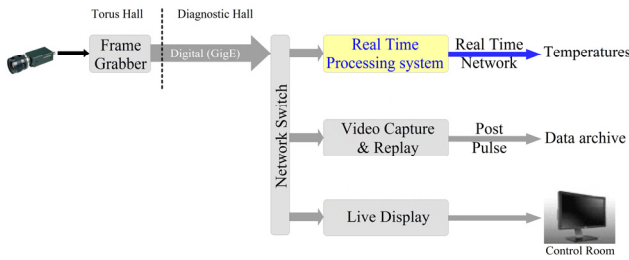 Torus Hall
Diagnostic Hall
Frame
Grabber
Digital (GigE)
Network Switch
Real Time
Processing system
Real Time
Network
Temperatures
Video Capture
& Replay
Post
Pulse
Data archive
Live Display
Control Room